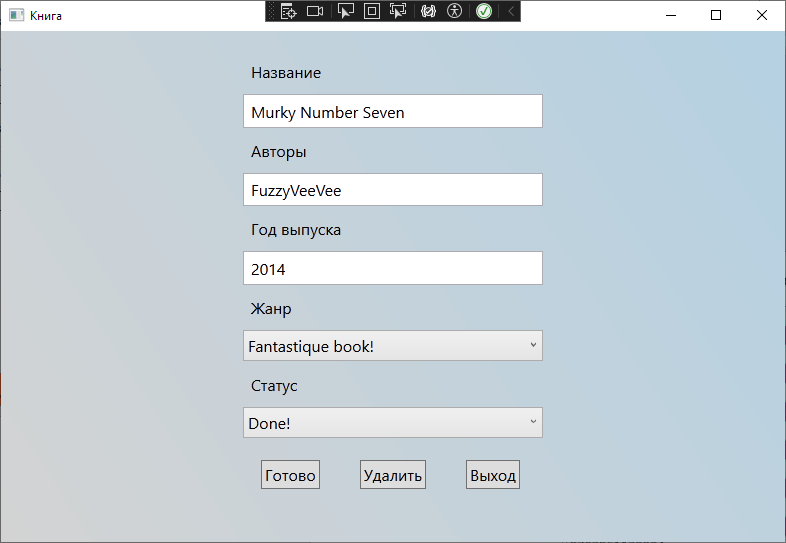 Книга
Название
Murky Number Seven
Авторы
FuzzyVeeVee
Год выпуска
2014
Жанр
Fantastique book!
Статус
Done!
Готово Удалить Выход